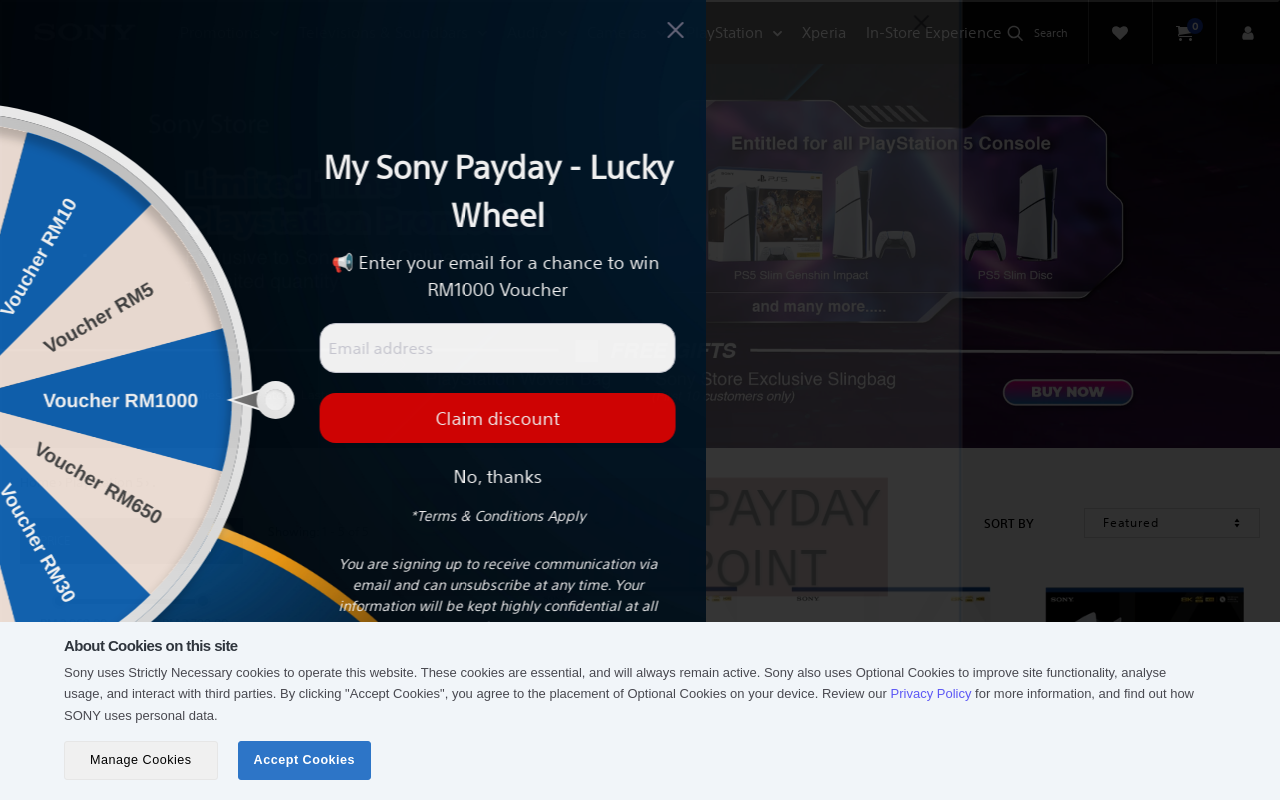 SONY
yStation
Xperia
In-Store Experience
Search
0
Sony Store
Entitled for all PlayStation 5 Console
My Sony Payday - Lucky
Wheel
Enter your email for a chance to win
RM1000 Voucher
Voucher RM10
Voucher RM5
Voucher RM1000
Voucher RM650
Voucher RM30
PS5 Slim Genshin Impact
PS5 Slim Disc
and many more.....
Email address
Store Exclusive Slingbag
customers only)
BUY NOW
Claim discount
No, thanks
*Terms & Conditions Apply
You are signing up to receive communication via
email and can unsubscribe at any time. Your
information will be kept highly confidential at all
PAYDAY
POINT
SORT BY
Featured
SONY
SONY
About Cookies on this site
Sony uses Strictly Necessary cookies to operate this website. These cookies are essential, and will always remain active. Sony also uses Optional Cookies to improve site functionality, analyse
usage, and interact with third parties. By clicking "Accept Cookies", you agree to the placement of Optional Cookies on your device. Review our Privacy Policy for more information, and find out how
SONY uses personal data.
Manage Cookies
Accept Cookies